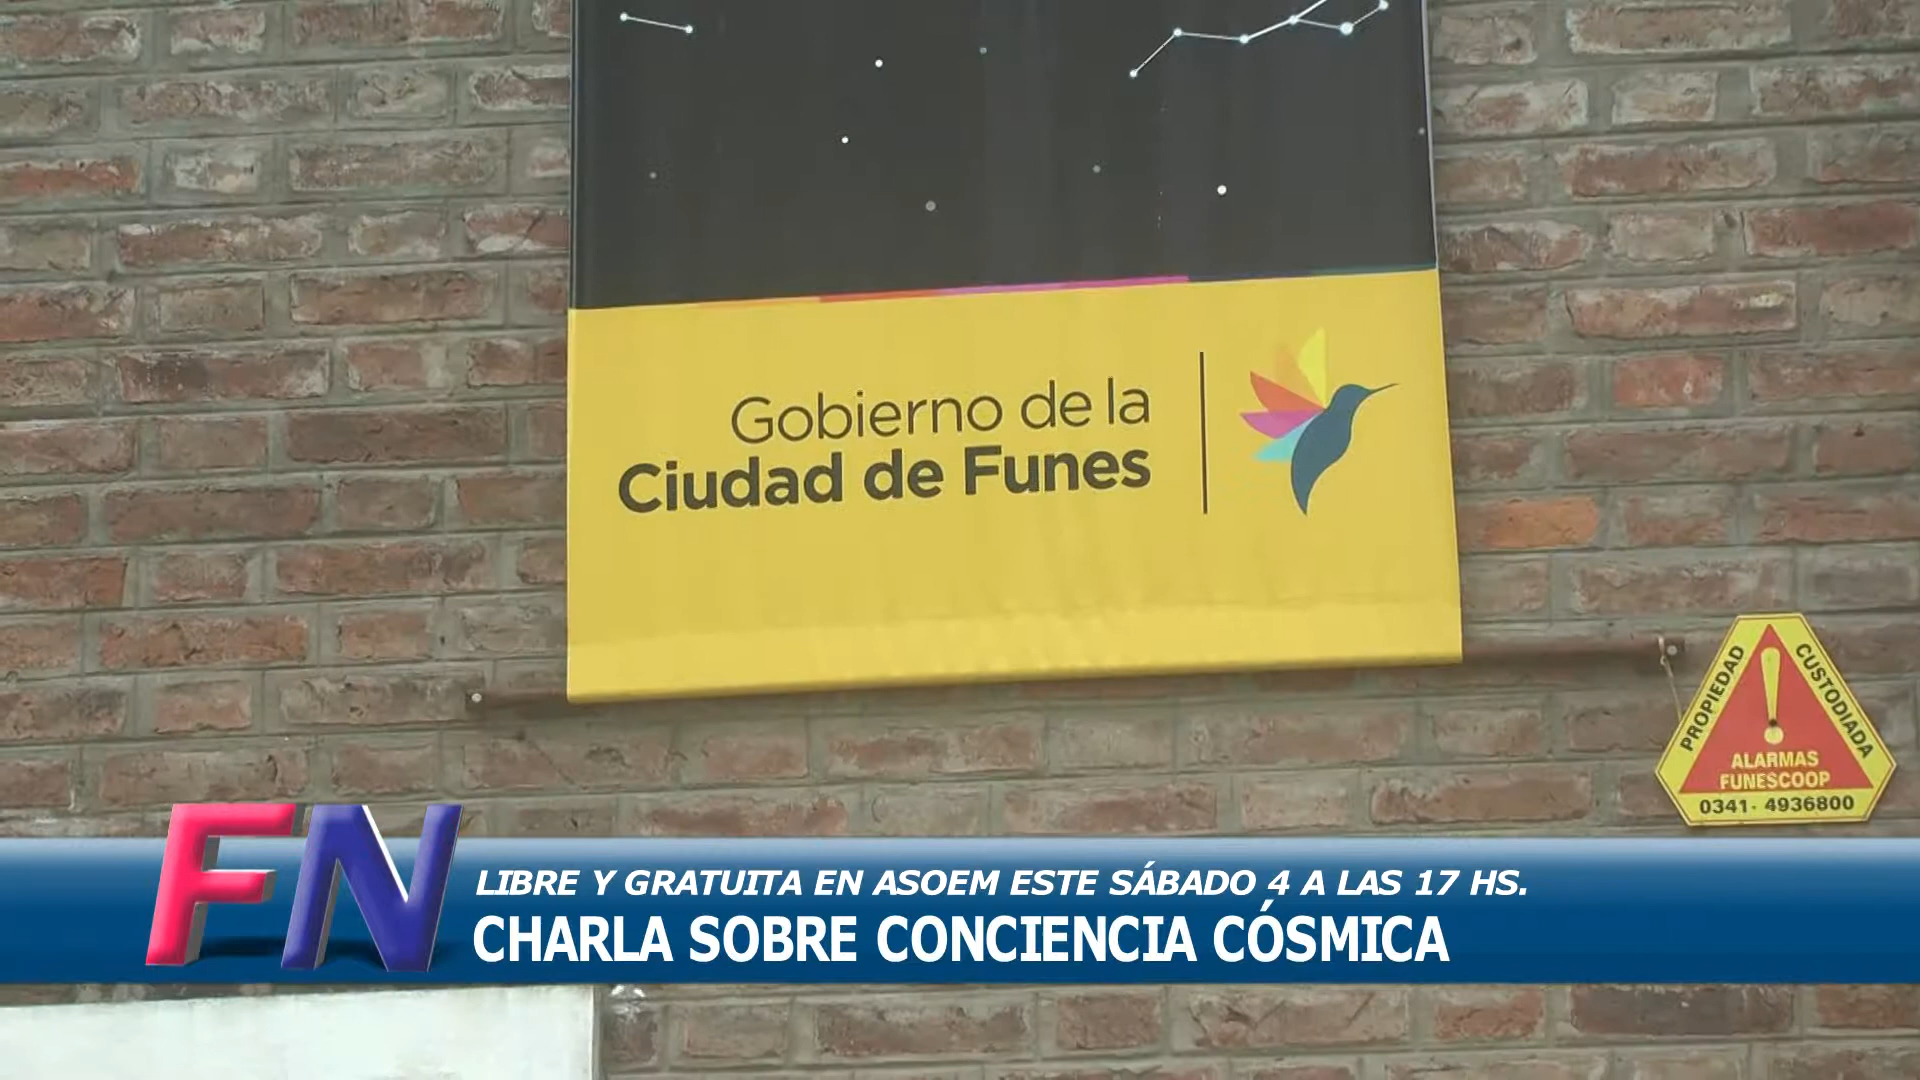 Gobierno de la
Ciudad de Funes
PROPIEDAD
CUSTODIADA
ALARMAS
FUNESCOOP
0341- 4936800
FN
LIBRE Y GRATUITA EN ASOEM ESTE SÁBADO 4 A LAS 17 HS.
CHARLA SOBRE CONCIENCIA CÓSMICA